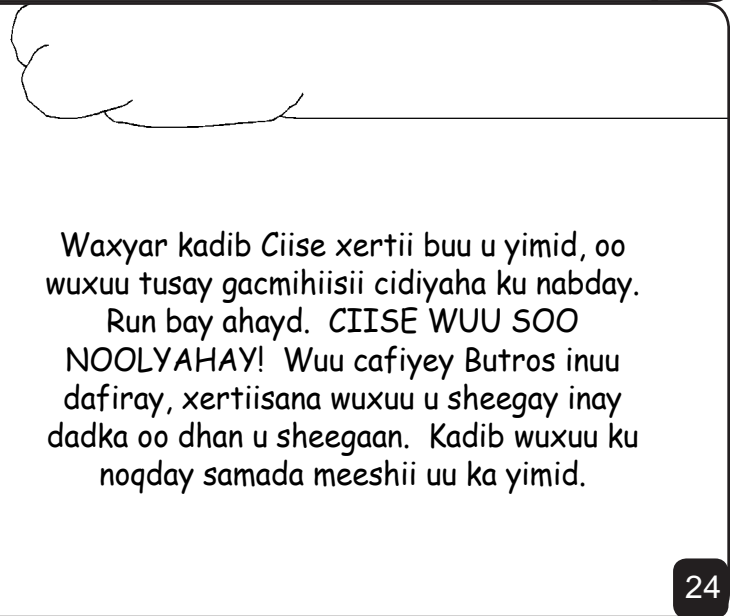 Waxyar kadib Ciise xertii buu u yimid, oo
wuxuu tusay gacmihiisii cidiyaha ku nabday.
Run bay ahayd.  CIISE WUU SOO
NOOLYAHAY!  Wuu cafiyey Butros inuu
dafiray, xertiisana wuxuu u sheegay inay
dadka oo dhan u sheegaan.  Kadib wuxuu ku
noqday samada meeshii uu ka yimid.
24